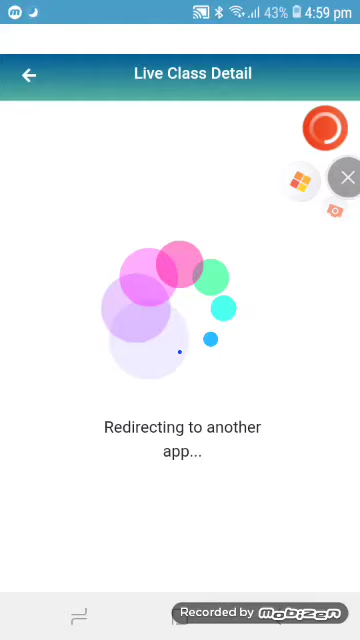 43% 4:59 pm
Live Class Detail
Redirecting to another
app...
Recorded by mobizen